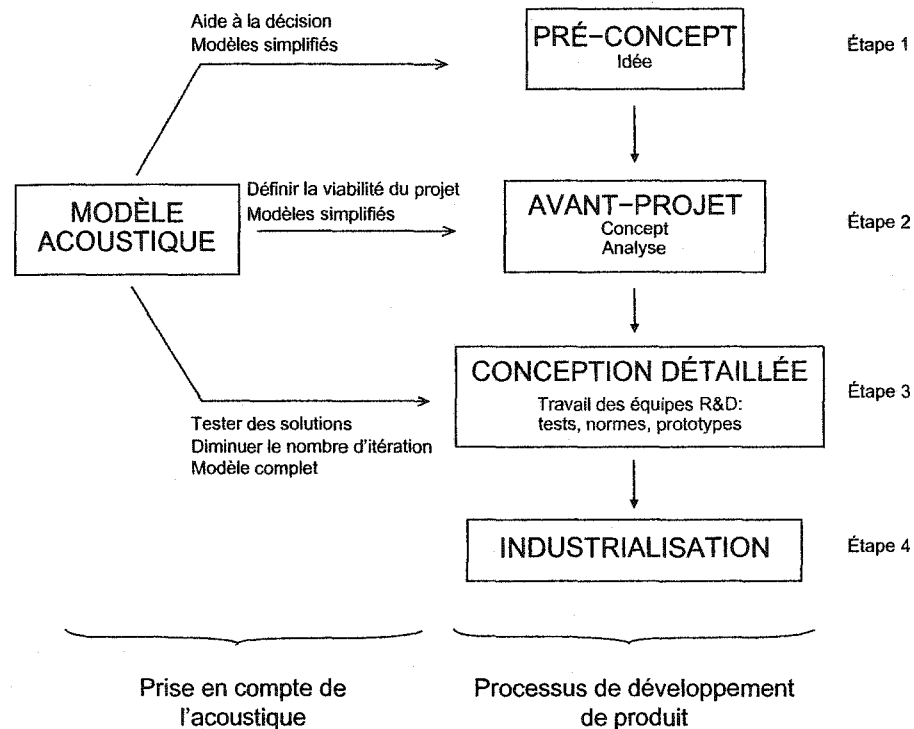 Aide à la décision
Modèles simplifiés
PRÉ-CONCEPT
Idée
Étape 1
MODÈLE
ACOUSTIQUE
Définir la viabilité du projet
Modèles simplifiés
AVANT-PROJET
Concept
Analyse
Étape 2
CONCEPTION DÉTAILLÉE
Travail des équipes R&D:
tests, normes, prototypes
Étape 3
Tester des solutions
Diminuer le nombre d'itération
Modèle complet
INDUSTRIALISATION
Étape 4
Prise en compte de
l'acoustique
Processus de développement
de produit